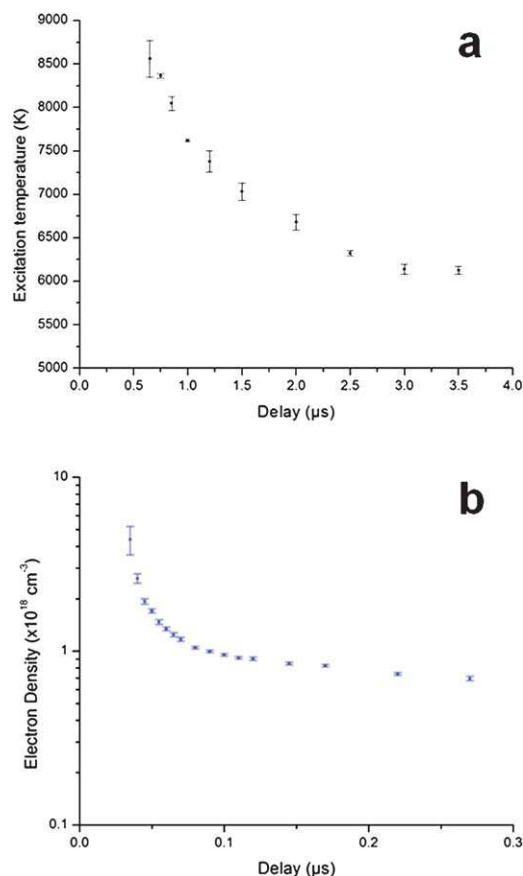 a
9000
8500
8000
7500
7000
6500
6000
5500
5000
Excitation temperature (K)
0.0 0.5 1.0 1.5 2.0 2.5 3.0 3.5 4.0
Delay (µs)
b
10
1
0.1
Electron Density (x10¹⁸ cm⁻³)
0.0 0.1 0.2 0.3
Delay (µs)